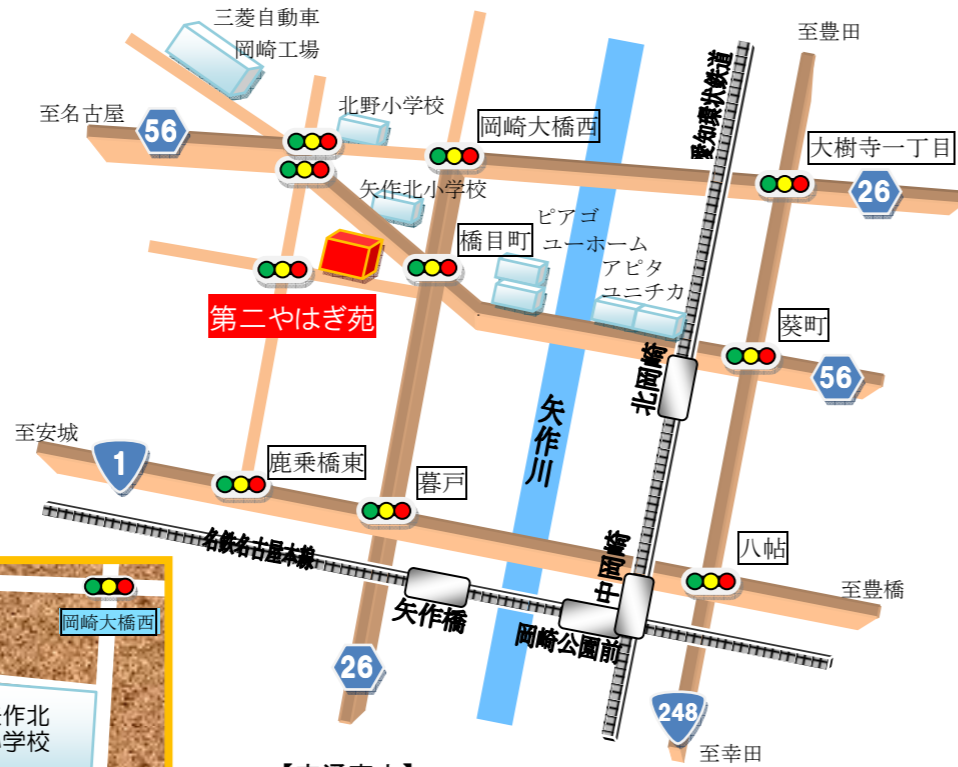 三菱自動車
岡崎工場
至豊田
愛知環状鉄道
至名古屋
56
北野小学校
岡崎大橋西
大樹寺一丁目
26
矢作北小学校
橋目町
ピアゴ
ユーホーム
アピタ
ユニチカ
第二やはぎ苑
葵町
56
北岡崎
矢作川
至安城
1
鹿乗橋東
暮戸
名鉄名古屋本線
八帖
中岡崎
至豊橋
矢作橋
岡崎公園前
岡崎大橋西
26
248
作北
学校
至幸田